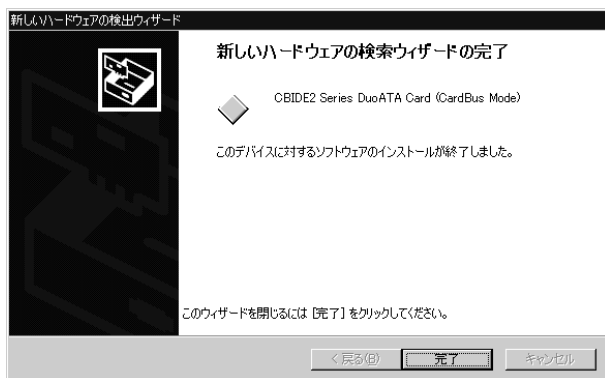 新しいハードウェアの検出ウィザード
新しいハードウェアの検索ウィザードの完了
CBIDE2 Series DuoATA Card (CardBus Mode)
このデバイスに対するソフトウェアのインストールが終了しました。
このウィザードを閉じるには [完了] をクリックしてください。
< 戻る(B)
完了
キャンセル